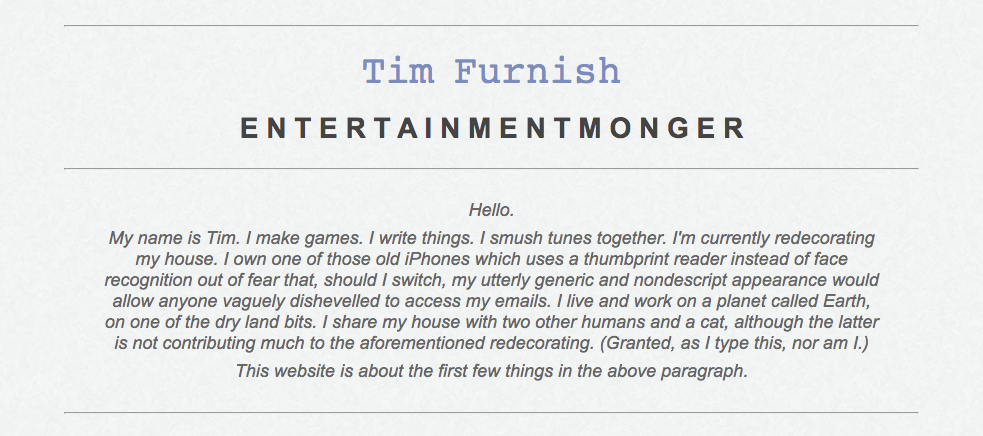 Tim Furnish
ENTERTAINMENTMONGER
Hello.
My name is Tim. I make games. I write things. I smush tunes together. I'm currently redecorating
my house. I own one of those old iPhones which uses a thumbprint reader instead of face
recognition out of fear that, should I switch, my utterly generic and nondescript appearance would
allow anyone vaguely dishevelled to access my emails. I live and work on a planet called Earth,
on one of the dry land bits. I share my house with two other humans and a cat, although the latter
is not contributing much to the aforementioned redecorating. (Granted, as I type this, nor am I.)
This website is about the first few things in the above paragraph.